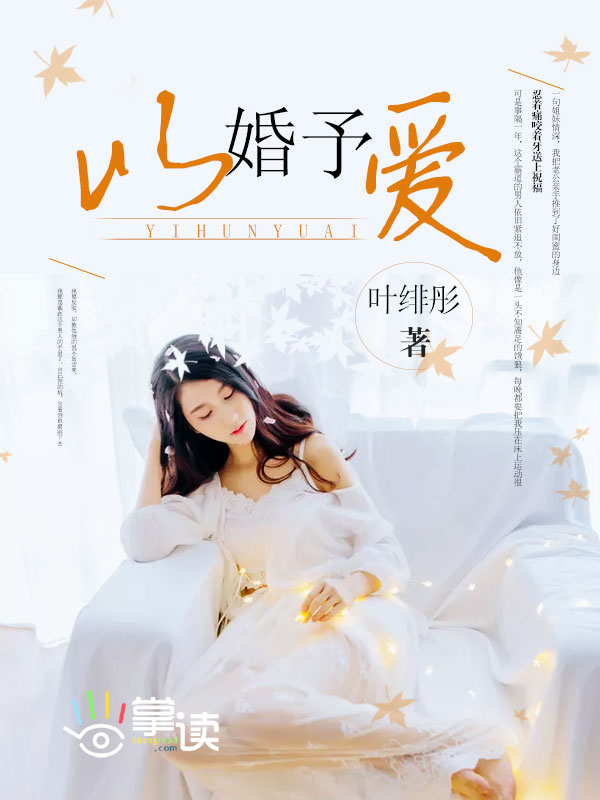 以婚予爱
YIHUNYUAI
叶绯彤
著
一句姐妹情深，我把老公亲手推到了好闺蜜的身边
忍着痛咬着牙送上祝福
可是事隔一年，这个霸道的男人依旧紧追不放，他像是一头不知满足的饿狼，每晚都要把我压在床上运动很
掌读
zhangread
.com